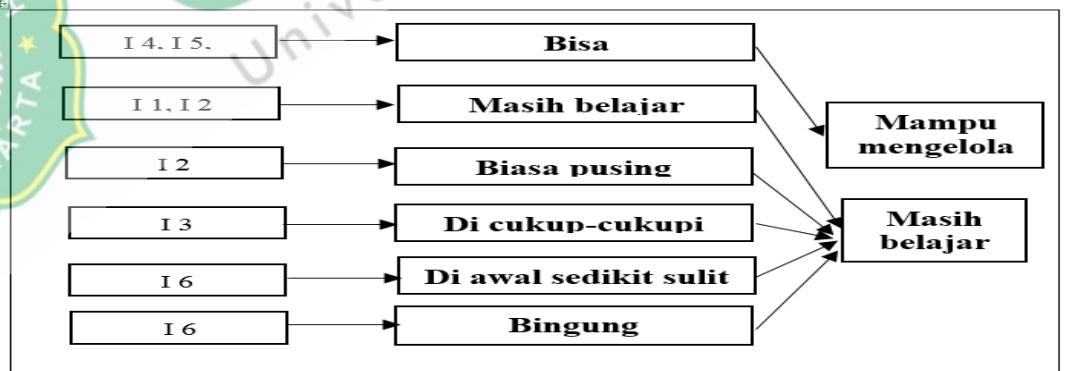 I 4. I 5.
Bisa
I 1, I 2
Masih belajar
Mampu
mengelola
I 2
Biasa pusing
I 3
Di cukup-cukupi
Masih
belajar
I 6
Di awal sedikit sulit
I 6
Bingung